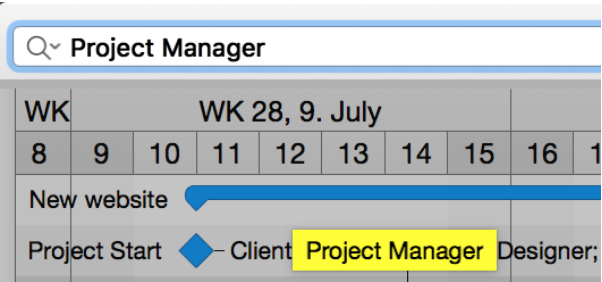 Project Manager
WK WK 28, 9. July
8 9 10 11 12 13 14 15 16 1
New website
Project Start Client Project Manager Designer;